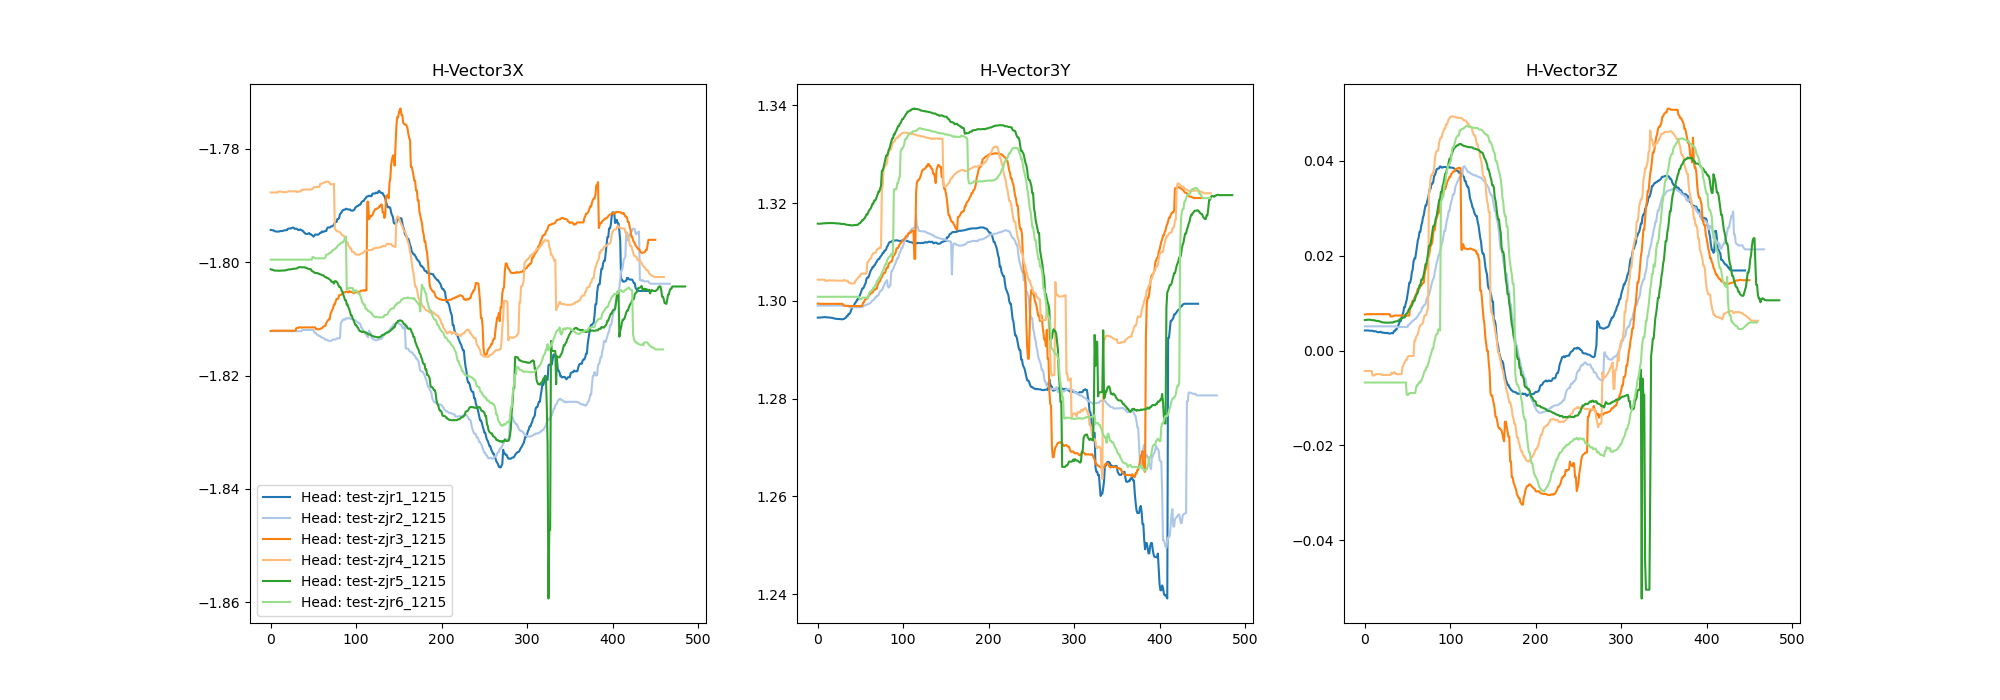 H-Vector3X
H-Vector3Y
H-Vector3Z
−1.78
−1.80
−1.82
−1.84
−1.86
0 100 200 300 400 500
Head: test-zjr1_1215
Head: test-zjr2_1215
Head: test-zjr3_1215
Head: test-zjr4_1215
Head: test-zjr5_1215
Head: test-zjr6_1215
1.34
1.32
1.30
1.28
1.26
1.24
0 100 200 300 400 500
0.04
0.02
0.00
−0.02
−0.04
0 100 200 300 400 500